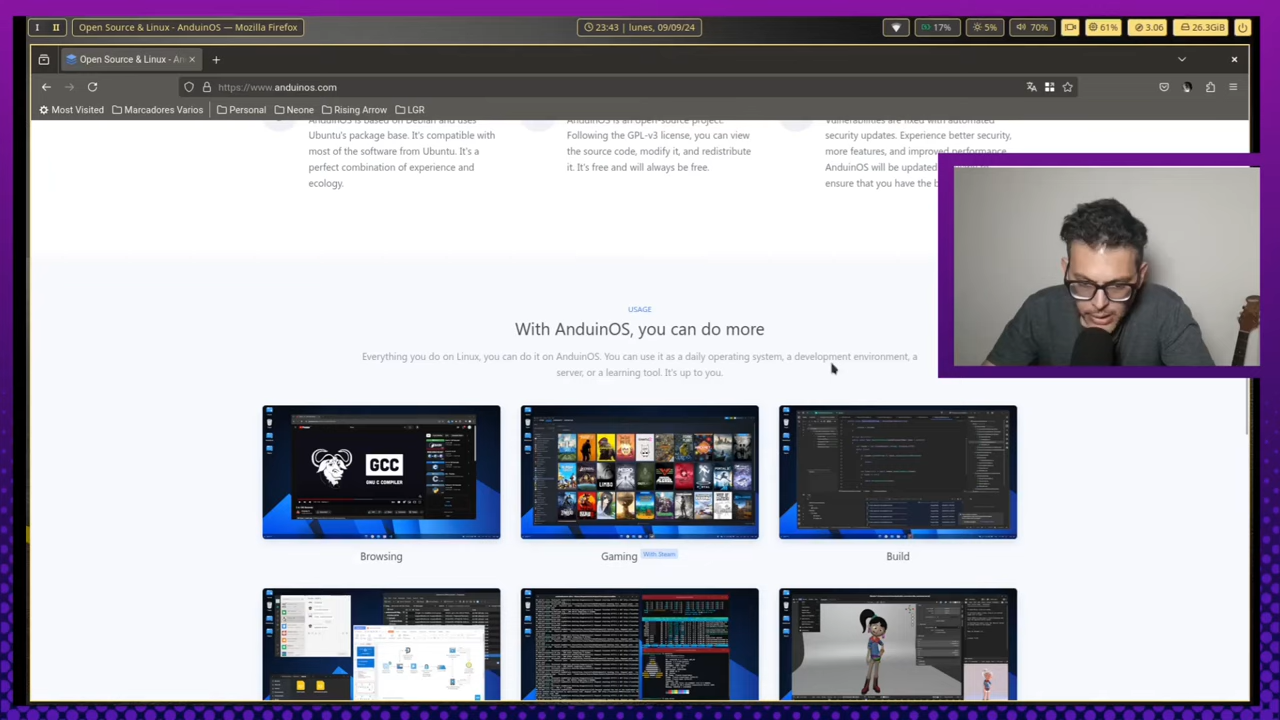 I II Open Source & Linux - AnduinOS — Mozilla Firefox 23:43 | lunes, 09/09/24 17% 5% 70% 61% 3.06 26.3GiB
Open Source & Linux - An
https://www.anduinos.com
Most Visited Marcadores Varios Personal Neone Rising Arrow LGR
AnduinOS is based on Debian and uses
Ubuntu's package base. It's compatible with
most of the software from Ubuntu. It's a
perfect combination of experience and
ecology.
AnduinOS is an open-source project.
Following the GPL-v3 license, you can view
the source code, modify it, and redistribute
it. It's free and will always be free.
Vulnerabilities are fixed with automated
security updates. Experience better security,
more features, and improved performance.
AnduinOS will be updated
ensure that you have the b
USAGE
With AnduinOS, you can do more
Everything you do on Linux, you can do it on AnduinOS. You can use it as a daily operating system, a development environment, a
server, or a learning tool. It's up to you.
GCC
GNU C COMPILER
Browsing
Gaming With Steam
Build